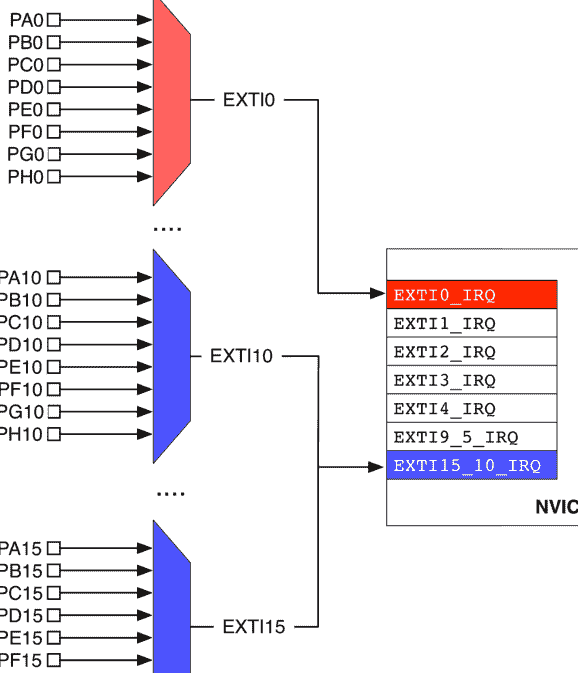 PA0
PB0
PC0
PD0
PE0
PF0
PG0
PH0
EXTI0
....
PA10
PB10
PC10
PD10
PE10
PF10
PG10
PH10
EXTI10
....
PA15
PB15
PC15
PD15
PE15
PF15
EXTI15
EXTI0_IRQ
EXTI1_IRQ
EXTI2_IRQ
EXTI3_IRQ
EXTI4_IRQ
EXTI9_5_IRQ
EXTI15_10_IRQ
NVIC